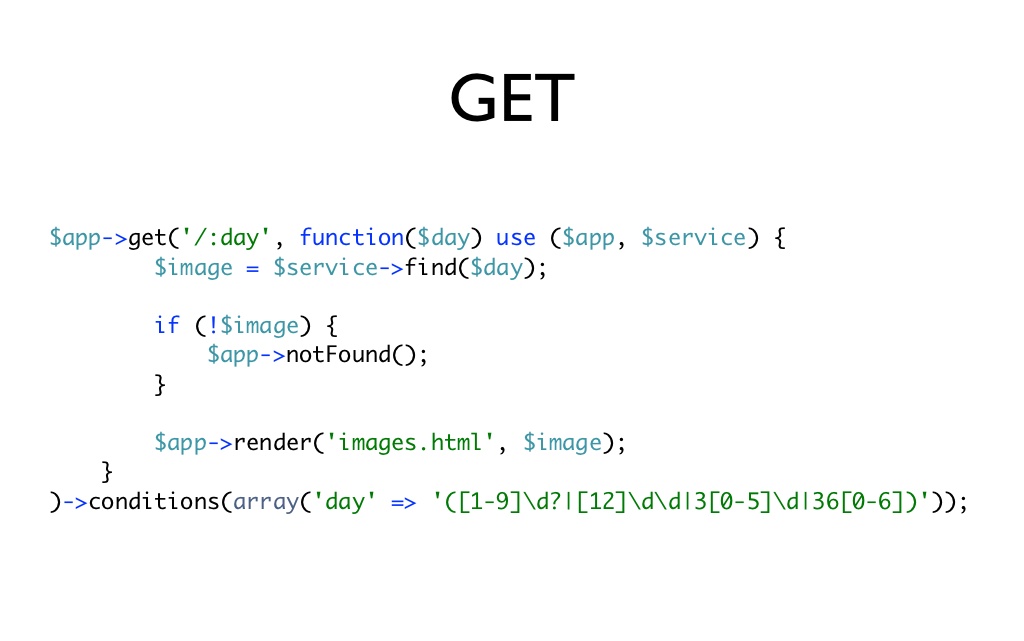 GET
$app->get('/:day', function($day) use ($app, $service) {
        $image = $service->find($day);
        if (!$image) {
            $app->notFound();
        }
        $app->render('images.html', $image);
    }
)->conditions(array('day' => '([1-9]\d?|[12]\d\d|3[0-5]\d|36[0-6])'));